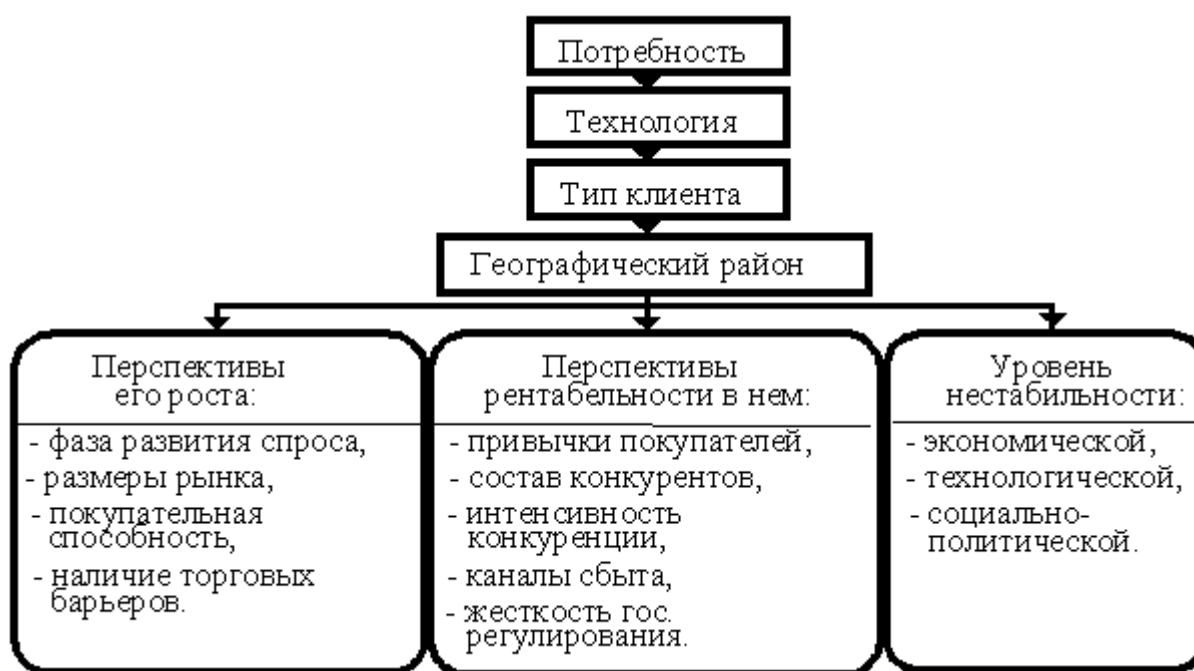 Потребность
Технология
Тип клиента
Географический район
Перспективы
его роста:
- фаза развития спроса,
- размеры рынка,
- покупательная
способность,
- наличие торговых
барьеров.
Перспективы
рентабельности в нем:
- привычки покупателей,
- состав конкурентов,
- интенсивность
конкуренции,
- каналы сбыта,
- жесткость гос.
регулирования.
Уровень
нестабильности:
- экономической,
- технологической,
- социально-
политической.